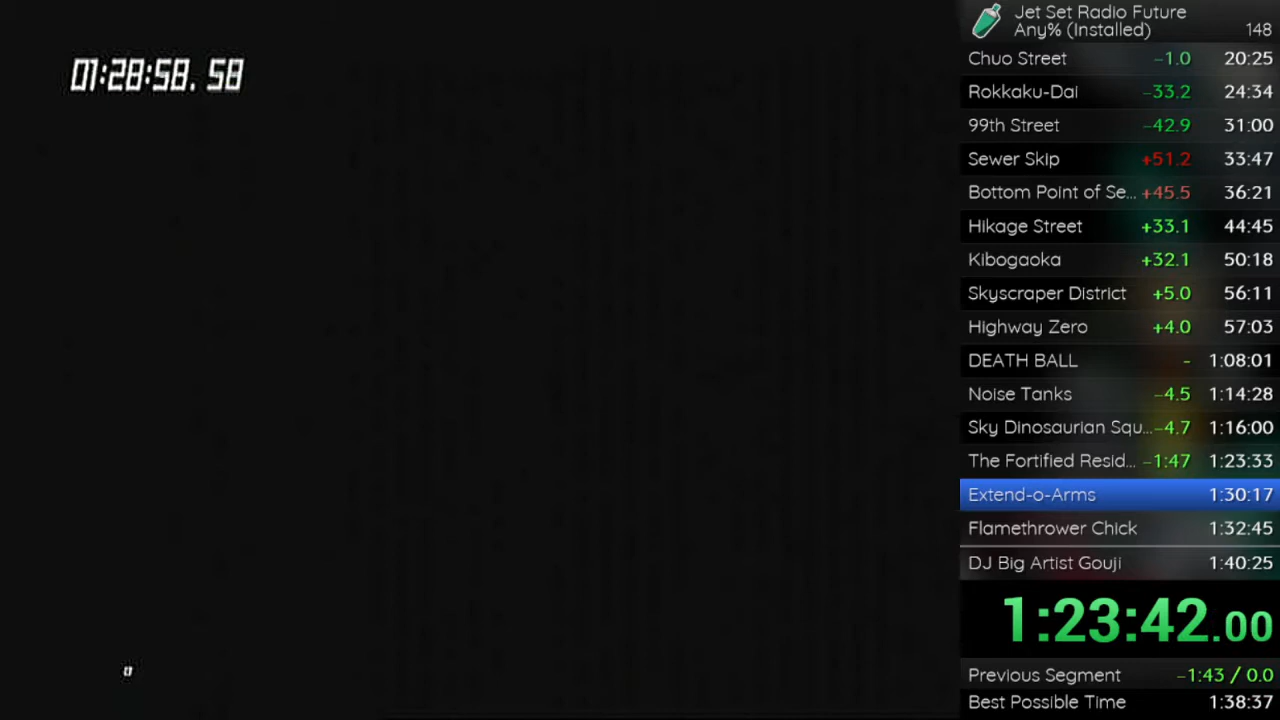 01:28:58. 58
Jet Set Radio Future
Any% (Installed) 148
Chuo Street −1.0 20:25
Rokkaku-Dai −33.2 24:34
99th Street −42.9 31:00
Sewer Skip +51.2 33:47
Bottom Point of Se... +45.5 36:21
Hikage Street +33.1 44:45
Kibogaoka +32.1 50:18
Skyscraper District +5.0 56:11
Highway Zero +4.0 57:03
DEATH BALL - 1:08:01
Noise Tanks −4.5 1:14:28
Sky Dinosaurian Squ... −4.7 1:16:00
The Fortified Resid... −1:47 1:23:33
Extend-o-Arms 1:30:17
Flamethrower Chick 1:32:45
DJ Big Artist Gouji 1:40:25
1:23:42.00
Previous Segment −1:43 / 0.0
Best Possible Time 1:38:37